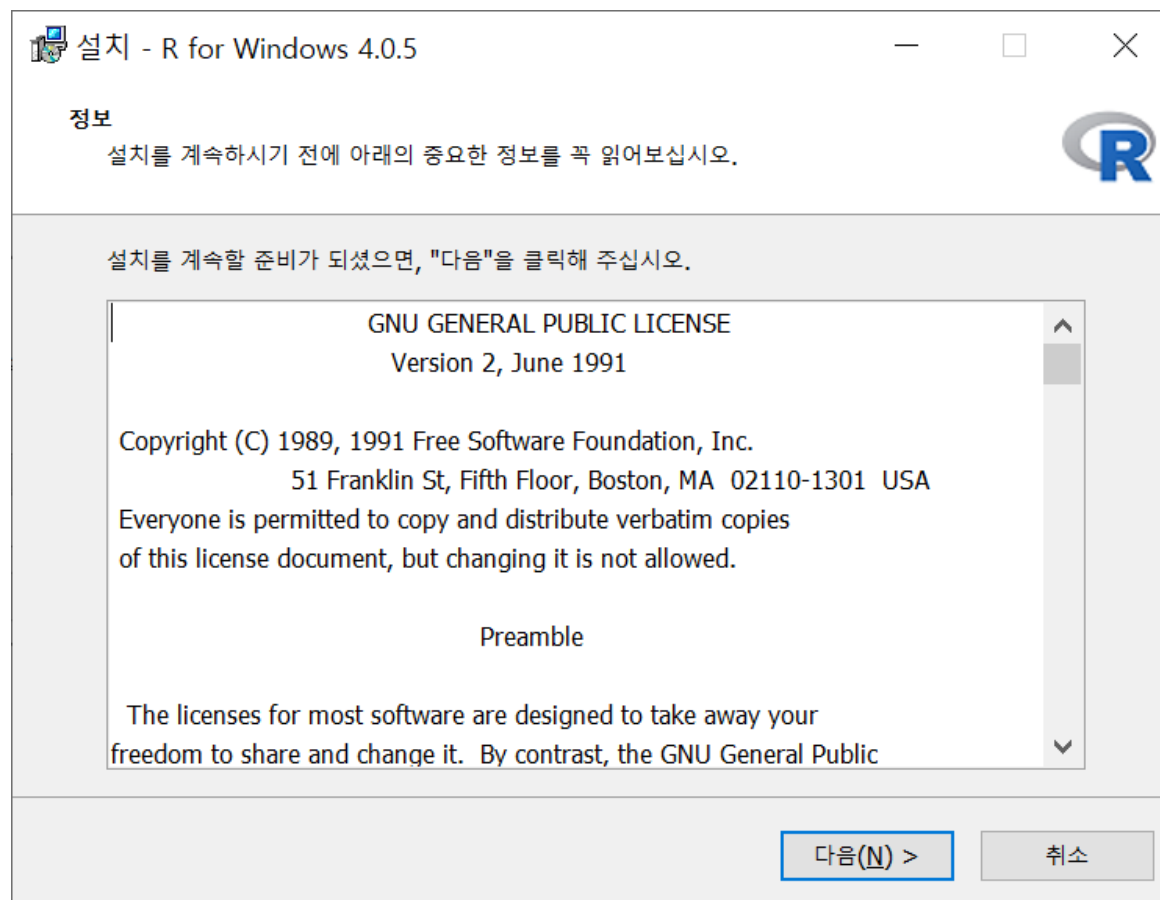 설치 - R for Windows 4.0.5
정보
설치를 계속하시기 전에 아래의 중요한 정보를 꼭 읽어보십시오.
R
설치를 계속할 준비가 되셨으면, "다음"을 클릭해 주십시오.
GNU GENERAL PUBLIC LICENSE
Version 2, June 1991
Copyright (C) 1989, 1991 Free Software Foundation, Inc.
51 Franklin St, Fifth Floor, Boston, MA  02110-1301  USA
Everyone is permitted to copy and distribute verbatim copies
of this license document, but changing it is not allowed.
Preamble
The licenses for most software are designed to take away your
freedom to share and change it.  By contrast, the GNU General Public
다음(N) >
취소